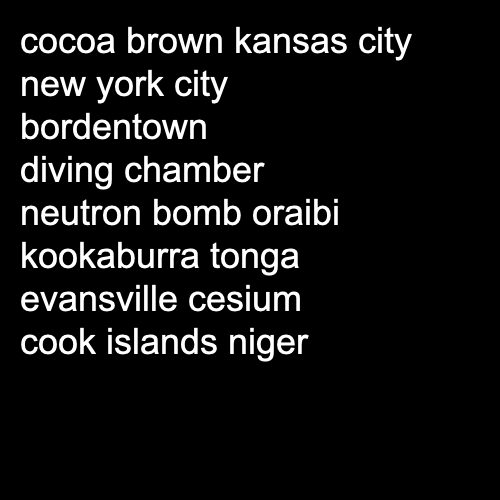 cocoa brown kansas city
new york city
bordentown
diving chamber
neutron bomb oraibi
kookaburra tonga
evansville cesium
cook islands niger